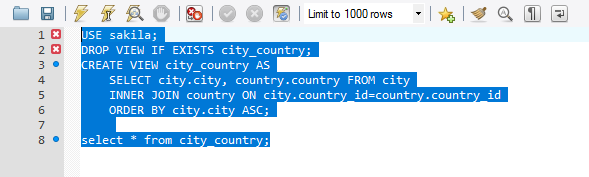 Limit to 1000 rows
1 USE sakila;
2 DROP VIEW IF EXISTS city_country;
3 CREATE VIEW city_country AS
4 SELECT city.city, country.country FROM city
5 INNER JOIN country ON city.country_id=country.country_id
6 ORDER BY city.city ASC;
7
8 select * from city_country;